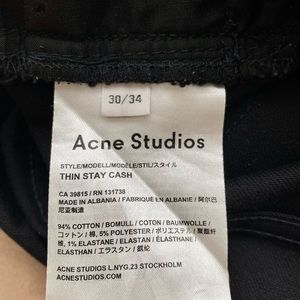 30/34
Acne Studios
STYLE/MODELL/MODÈLE/STIL/スタイル
THIN STAY CASH
CA 39815 / RN 131738
MADE IN ALBANIA / FABRIQUÉ EN ALBANIE / 阿尔巴
尼亚制造
94% COTTON / BOMULL / COTON / BAUMWOLLE /
コットン / 棉, 5% POLYESTER / ポリエステル / 聚酯纤
维, 1% ELASTANE / ELASTAN / ÉLASTHANNE /
ELASTAN / エラスタン / 氨纶
ACNE STUDIOS L.NYG.23 STOCKHOLM
ACNESTUDIOS.COM